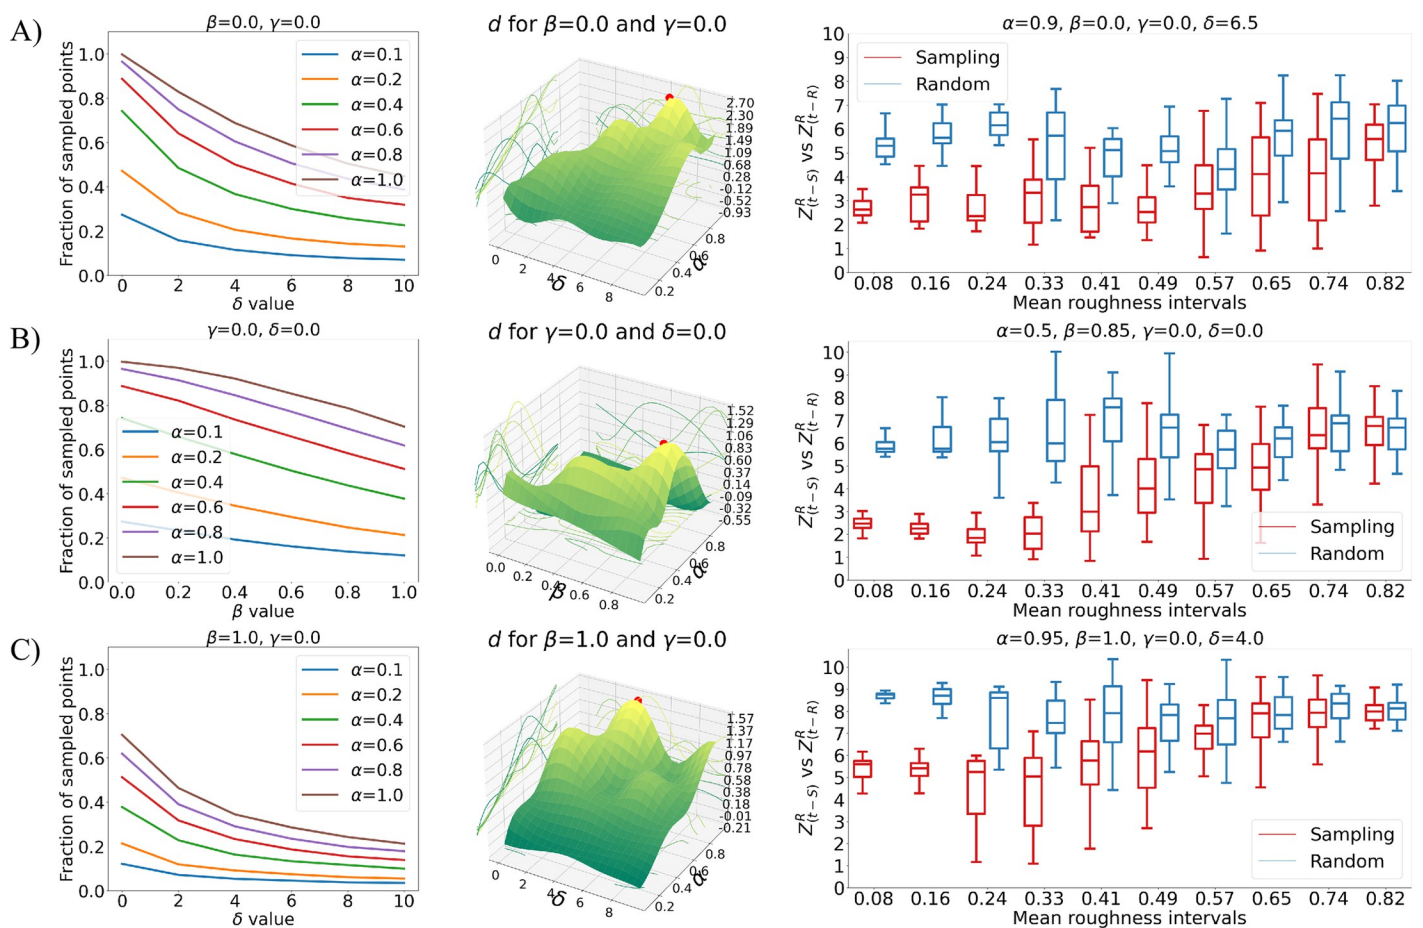 A)
β=0.0, γ=0.0
Fraction of sampled points
1.0
0.8
0.6
0.4
0.2
0.0
α=0.1
α=0.2
α=0.4
α=0.6
α=0.8
α=1.0
0 2 4 6 8 10
δ value
d for β=0.0 and γ=0.0
2.70
2.30
1.89
1.49
1.09
0.68
0.28
-0.12
-0.52
-0.93
0 2 4 6 8
δ
0.2 0.4 0.6 0.8
α
α=0.9, β=0.0, γ=0.0, δ=6.5
Z^R_(t−S) vs Z^R_(t−R)
10
9
8
7
6
5
4
3
2
1
0
Sampling
Random
0.08 0.16 0.24 0.33 0.41 0.49 0.57 0.65 0.74 0.82
Mean roughness intervals
B)
γ=0.0, δ=0.0
Fraction of sampled points
1.0
0.8
0.6
0.4
0.2
0.0
α=0.1
α=0.2
α=0.4
α=0.6
α=0.8
α=1.0
0.0 0.2 0.4 0.6 0.8 1.0
β value
d for γ=0.0 and δ=0.0
1.52
1.29
1.06
0.83
0.60
0.37
0.14
-0.09
-0.32
-0.55
0.0 0.2 0.4 0.6 0.8
β
0.2 0.4 0.6 0.8
α
α=0.5, β=0.85, γ=0.0, δ=0.0
Z^R_(t−S) vs Z^R_(t−R)
10
9
8
7
6
5
4
3
2
1
0
Sampling
Random
0.08 0.16 0.24 0.33 0.41 0.49 0.57 0.65 0.74 0.82
Mean roughness intervals
C)
β=1.0, γ=0.0
Fraction of sampled points
1.0
0.8
0.6
0.4
0.2
0.0
α=0.1
α=0.2
α=0.4
α=0.6
α=0.8
α=1.0
0 2 4 6 8 10
δ value
d for β=1.0 and γ=0.0
1.57
1.37
1.17
0.97
0.78
0.58
0.38
0.18
-0.01
-0.21
0 2 4 6 8
δ
0.2 0.4 0.6 0.8
α
α=0.95, β=1.0, γ=0.0, δ=4.0
Z^R_(t−S) vs Z^R_(t−R)
10
9
8
7
6
5
4
3
2
1
0
Sampling
Random
0.08 0.16 0.24 0.33 0.41 0.49 0.57 0.65 0.74 0.82
Mean roughness intervals